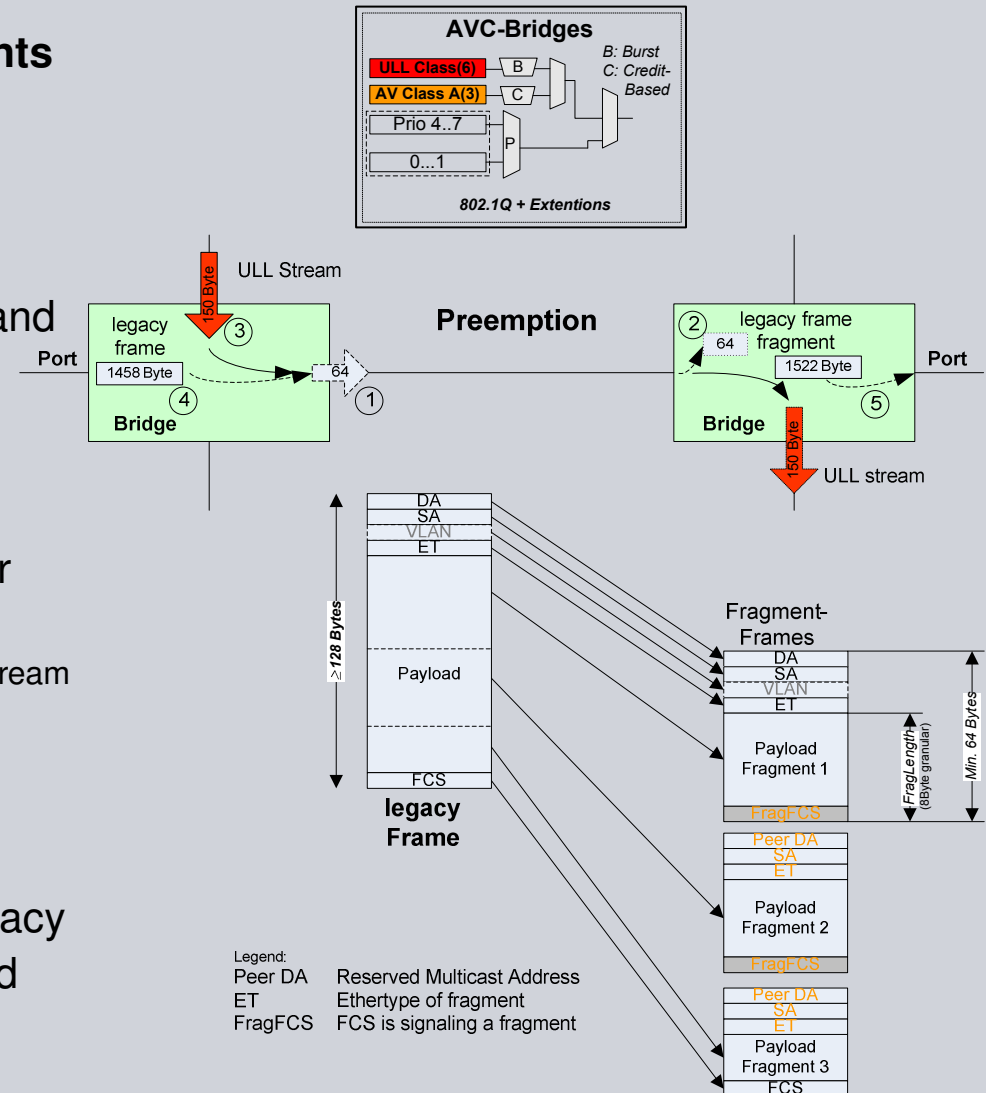 nts
AVC-Bridges
ULL Class(6)
B
B: Burst
C: Credit-
Based
AV Class A(3)
C
Prio 4..7
P
0...1
802.1Q + Extentions
and
150 Byte
ULL Stream
Preemption
legacy
frame
3
Port
1458 Byte
64
4
1
Bridge
2
legacy frame
fragment
64
1522 Byte
Port
5
Bridge
150 Byte
ULL stream
DA
SA
VLAN
ET
Payload
FCS
≥128 Bytes
legacy
Frame
r
ream
acy
d
Fragment-
Frames
DA
SA
VLAN
ET
Payload
Fragment 1
FragFCS
FragLength
(8Byte granular)
Min. 64 Bytes
Peer DA
SA
ET
Payload
Fragment 2
FragFCS
Peer DA
SA
ET
Payload
Fragment 3
FCS
Legend:
Peer DA Reserved Multicast Address
ET Ethertype of fragment
FragFCS FCS is signaling a fragment